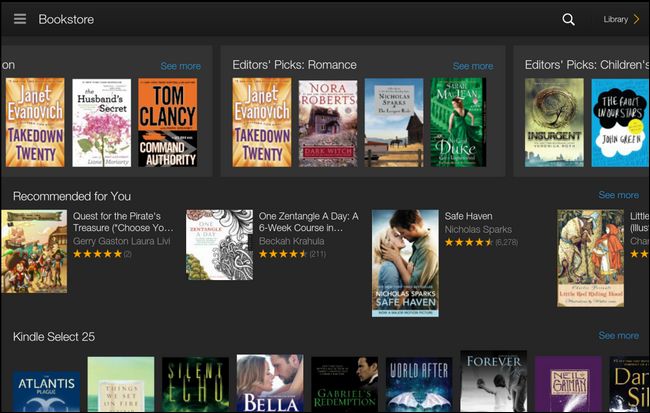 Bookstore
Library
on
See more
Janet
Evanovich
TAKEDOWN
TWENTY
the
Husband's
Secret
Liane Moriarty
TOM
CLANCY
COMMAND
AUTHORITY
Editors' Picks: Romance
See more
Janet
Evanovich
TAKEDOWN
TWENTY
NORA
ROBERTS
DARK WITCH
NICHOLAS
SPARKS
The Longest Ride
SARAH
MACLEAN
Duke
Editors' Picks: Children's
INSURGENT
VERONICA ROTH
THE FAULT
IN OUR STARS
JOHN GREEN
Recommended for You
See more
Quest for the Pirate's
Treasure ("Choose Yo...
Gerry Gaston Laura Livi
(2)
ONE
ZENTANGLE
A DAY
One Zentangle A Day: A
6-Week Course in...
Beckah Krahula
(211)
NICHOLAS SPARKS
SAFE HAVEN
NOW A MAJOR MOTION PICTURE
Safe Haven
Nicholas Sparks
(6,278)
Little Red Riding Hood
Little
(Illust
Char
Kindle Select 25
See more
ATLANTIS
PLAGUE
THINGS WE
SET ON
FIRE
SILENT
ECHO
BELLA
GABRIEL'S
REDEMPTION
WORLD AFTER
FOREVER
NEIL
GAIMAN
Dar
Sil